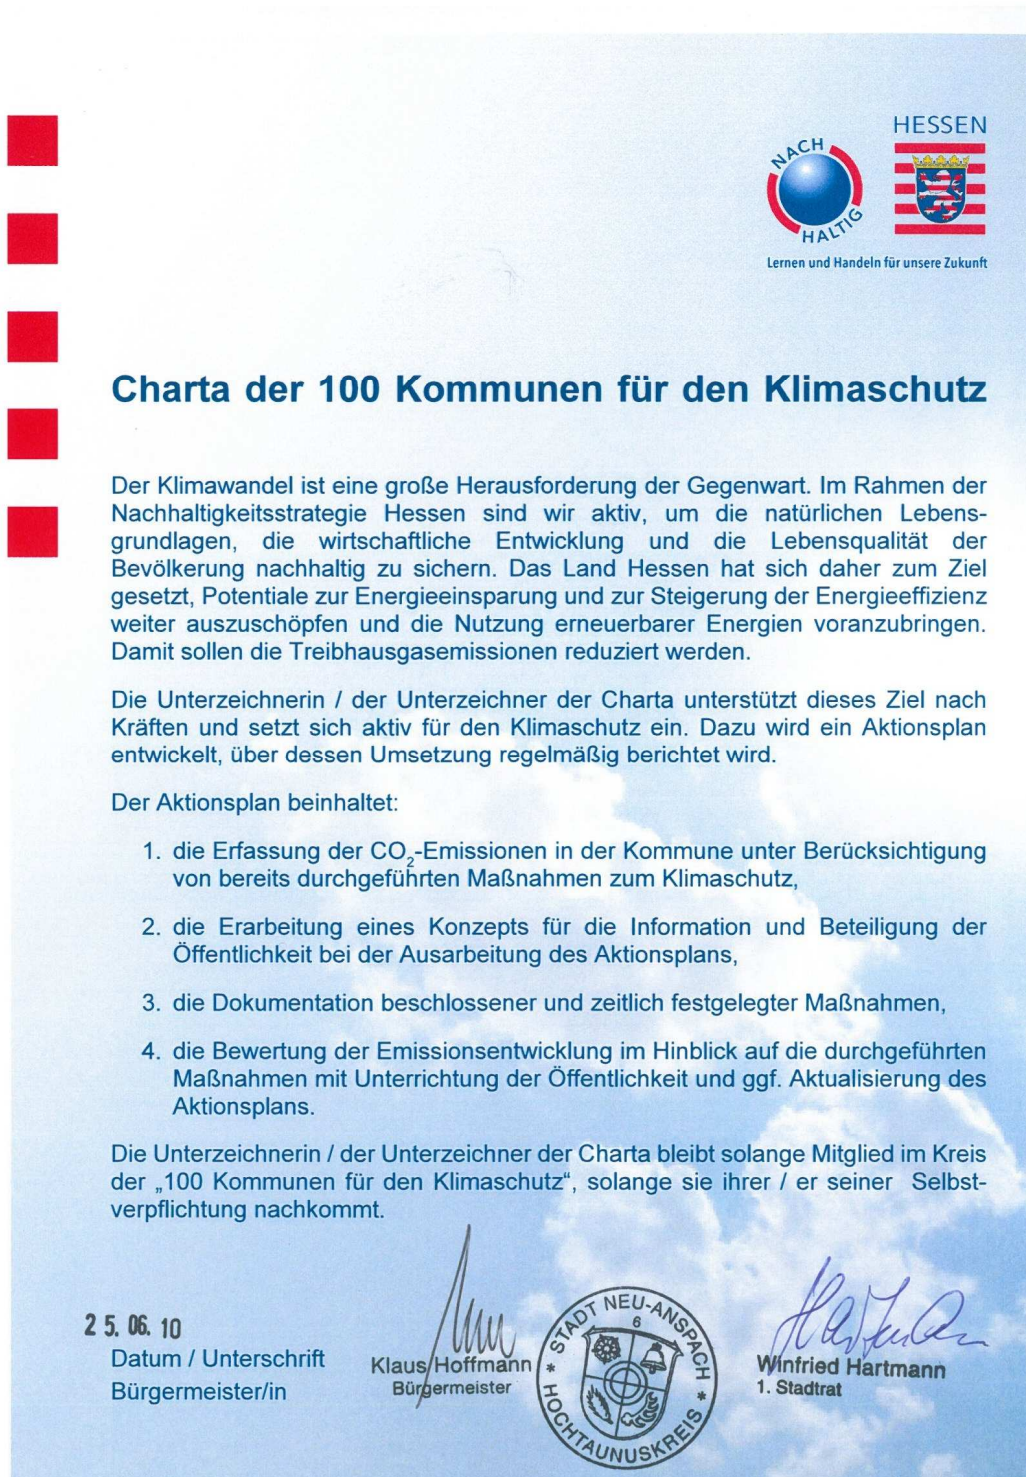 HESSEN
NACH
HALTIG
Lernen und Handeln für unsere Zukunft
Charta der 100 Kommunen für den Klimaschutz
Der Klimawandel ist eine große Herausforderung der Gegenwart. Im Rahmen der
Nachhaltigkeitsstrategie Hessen sind wir aktiv, um die natürlichen Lebens-
grundlagen, die wirtschaftliche Entwicklung und die Lebensqualität der
Bevölkerung nachhaltig zu sichern. Das Land Hessen hat sich daher zum Ziel
gesetzt, Potentiale zur Energieeinsparung und zur Steigerung der Energieeffizienz
weiter auszuschöpfen und die Nutzung erneuerbarer Energien voranzubringen.
Damit sollen die Treibhausgasemissionen reduziert werden.
Die Unterzeichnerin / der Unterzeichner der Charta unterstützt dieses Ziel nach
Kräften und setzt sich aktiv für den Klimaschutz ein. Dazu wird ein Aktionsplan
entwickelt, über dessen Umsetzung regelmäßig berichtet wird.
Der Aktionsplan beinhaltet:
1. die Erfassung der CO₂-Emissionen in der Kommune unter Berücksichtigung
von bereits durchgeführten Maßnahmen zum Klimaschutz,
2. die Erarbeitung eines Konzepts für die Information und Beteiligung der
Öffentlichkeit bei der Ausarbeitung des Aktionsplans,
3. die Dokumentation beschlossener und zeitlich festgelegter Maßnahmen,
4. die Bewertung der Emissionsentwicklung im Hinblick auf die durchgeführten
Maßnahmen mit Unterrichtung der Öffentlichkeit und ggf. Aktualisierung des
Aktionsplans.
Die Unterzeichnerin / der Unterzeichner der Charta bleibt solange Mitglied im Kreis
der „100 Kommunen für den Klimaschutz“, solange sie ihrer / er seiner Selbst-
verpflichtung nachkommt.
25. 06. 10
Datum / Unterschrift
Bürgermeister/in
Klaus Hoffmann
Bürgermeister
STADT NEU-ANSPACH
6
* HOCHTAUNUSKREIS *
Hartmann
Winfried Hartmann
1. Stadtrat